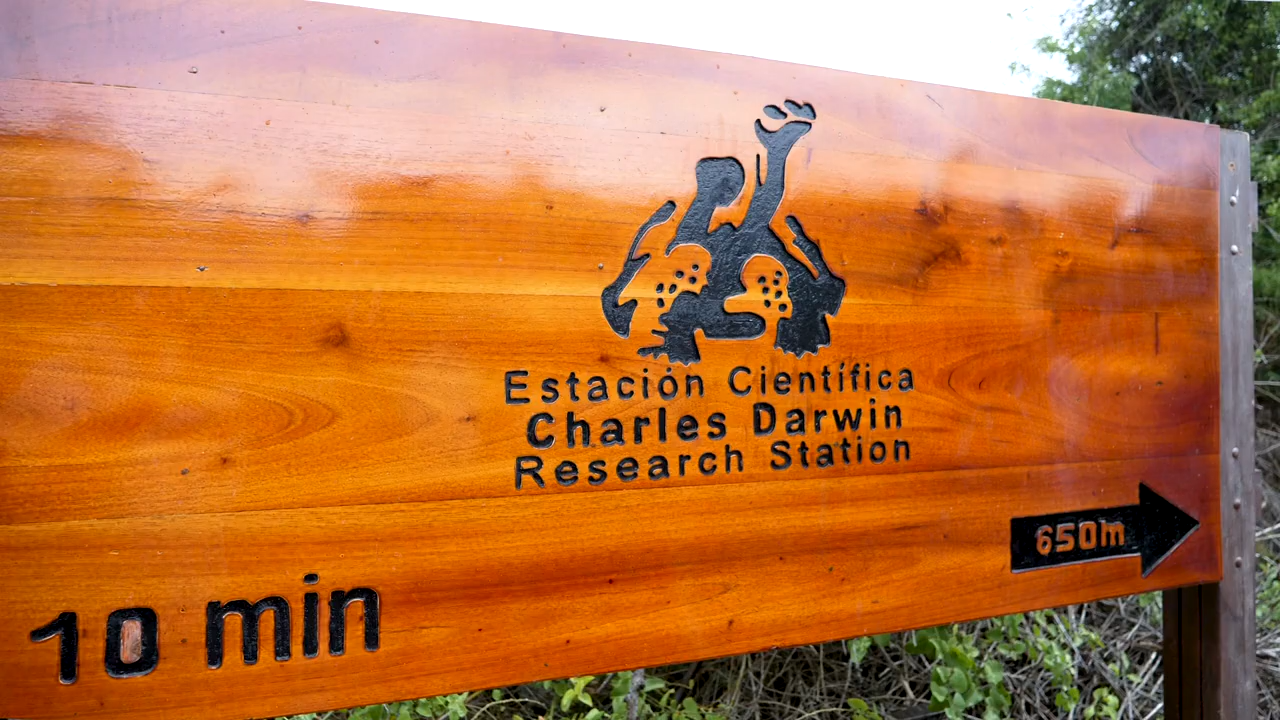 Estación Científica
Charles Darwin
Research Station
650m
10 min